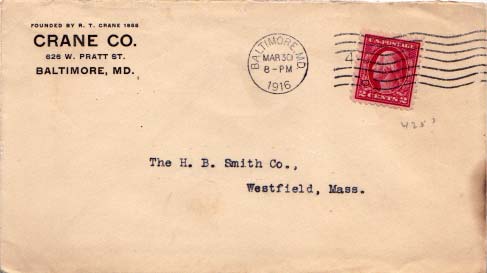 FOUNDED BY R. T. CRANE 1855
CRANE CO.
626 W. PRATT ST.
BALTIMORE, MD.
BALTIMORE, MD.
MAR 30
8-PM
1916
U.S. POSTAGE
2 CENTS 2
The H. B. Smith Co.,
Westfield, Mass.